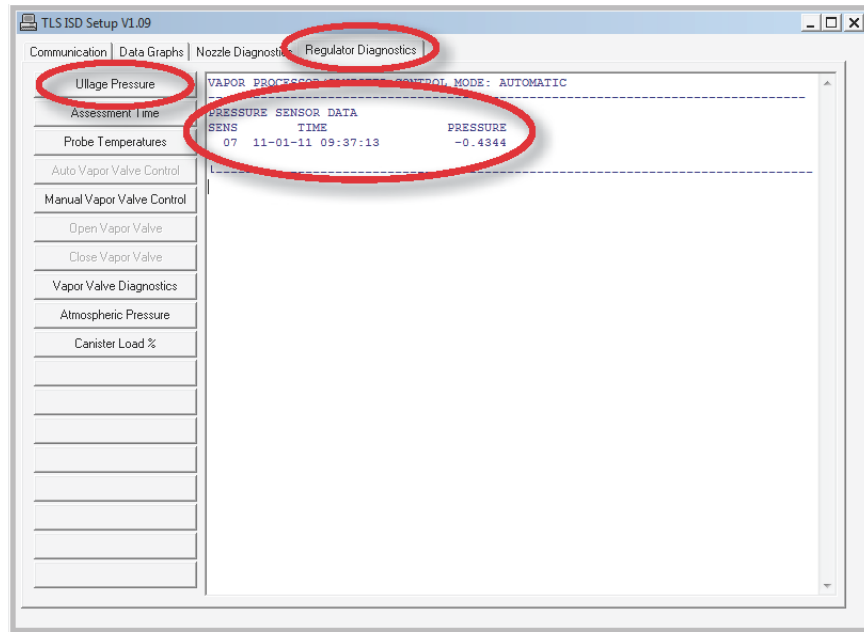 TLS ISD Setup V1.09
Communication Data Graphs Nozzle Diagnostics Regulator Diagnostics
Ullage Pressure
Assessment Time
Probe Temperatures
Auto Vapor Valve Control
Manual Vapor Valve Control
Open Vapor Valve
Close Vapor Valve
Vapor Valve Diagnostics
Atmospheric Pressure
Canister Load %
VAPOR PROCESSOR CONTROL MODE: AUTOMATIC
PRESSURE SENSOR DATA
SENS TIME PRESSURE
07 11-01-11 09:37:13 -0.4344